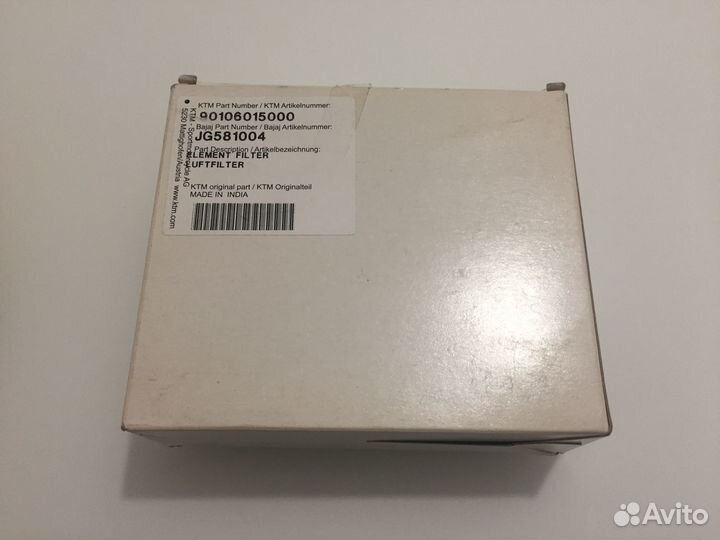 KTM Part Number / KTM Artikelnummer:
90106015000
Bajaj Part Number / Bajaj Artikelnummer:
JG581004
Part Description / Artikelbezeichnung:
ELEMENT FILTER
LUFTFILTER
KTM original part / KTM Originalteil
MADE IN INDIA
KTM - Sportmotorcycle AG
5230 Mattighofen/Austria www.ktm.com
Avito